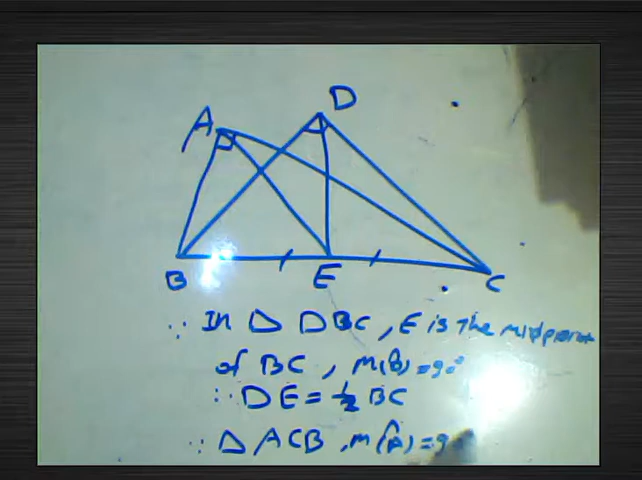 D
A
B
E
C
∵ In Δ DBC, E is the midpoint
of BC, m(D̂)=90°
∴ DE = ½ BC
∵ Δ ACB, m(Â)=9